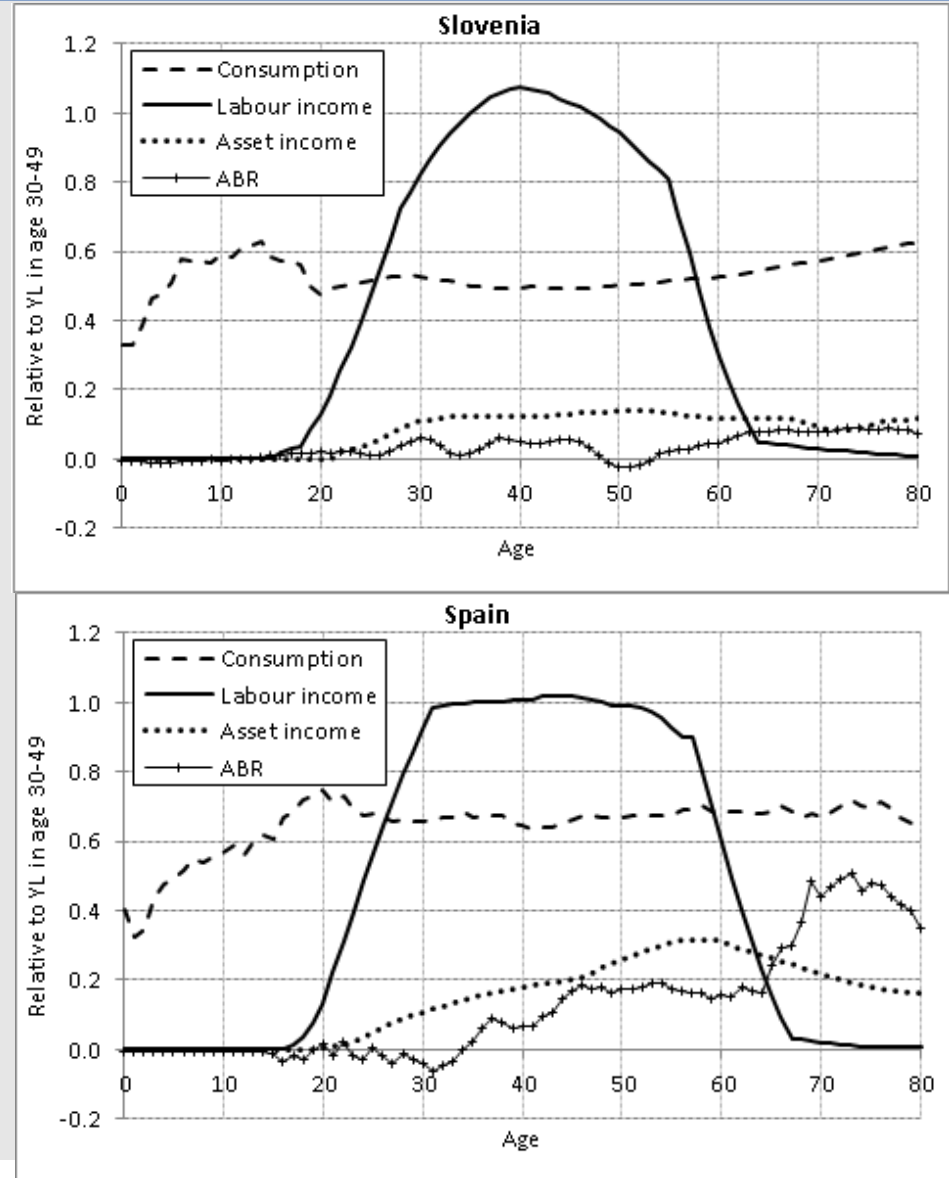 Slovenia
Relative to YL in age 30-49
1.2
1.0
0.8
0.6
0.4
0.2
0.0
-0.2
Consumption
Labour income
Asset income
ABR
0 10 20 30 40 50 60 70 80
Age
Spain
Relative to YL in age 30-49
1.2
1.0
0.8
0.6
0.4
0.2
0.0
-0.2
Consumption
Labour income
Asset income
ABR
0 10 20 30 40 50 60 70 80
Age